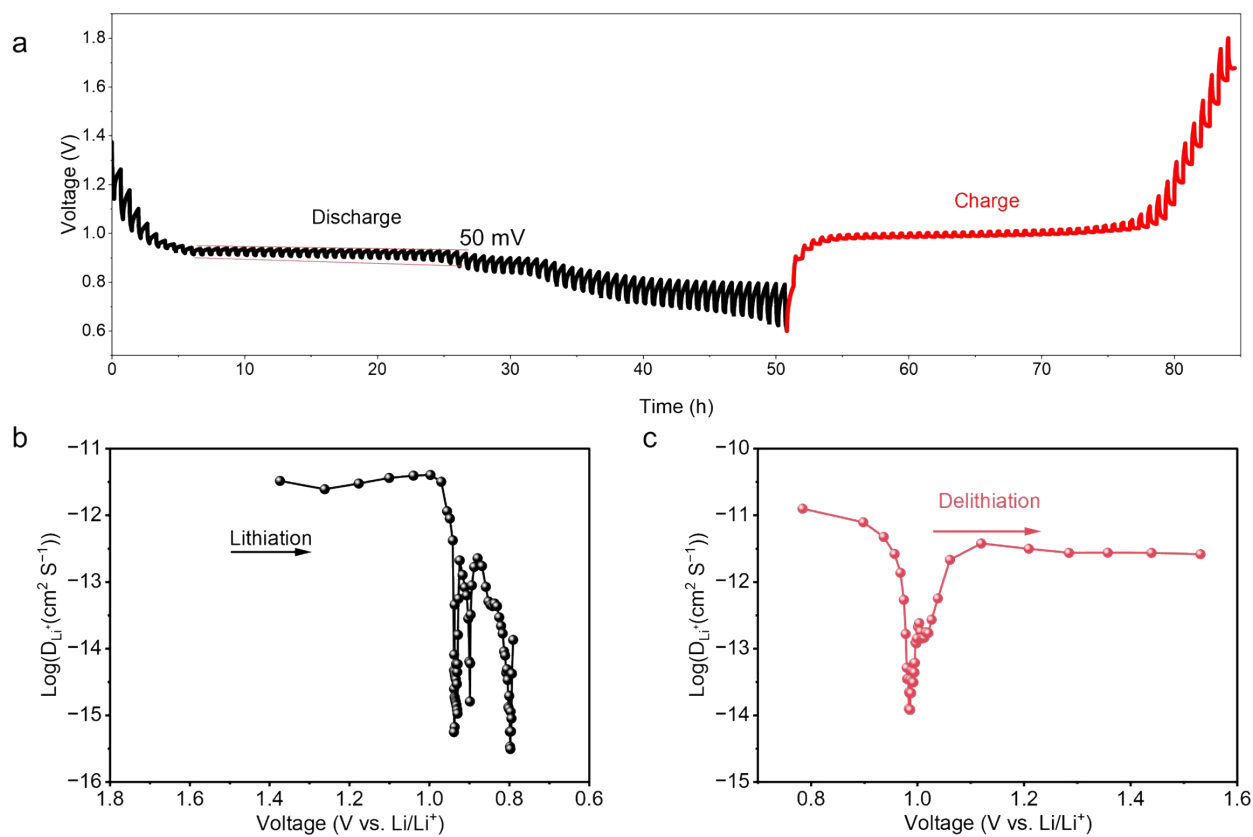 a
Voltage (V)
1.8
1.6
1.4
1.2
1.0
0.8
0.6
Discharge
50 mV
Charge
0 10 20 30 40 50 60 70 80
Time (h)
b
Log(D_Li⁺(cm² S⁻¹))
−11
−12
−13
−14
−15
−16
Lithiation
1.8 1.6 1.4 1.2 1.0 0.8 0.6
Voltage (V vs. Li/Li⁺)
c
Log(D_Li⁺(cm² S⁻¹))
−10
−11
−12
−13
−14
−15
Delithiation
0.8 1.0 1.2 1.4 1.6
Voltage (V vs. Li/Li⁺)